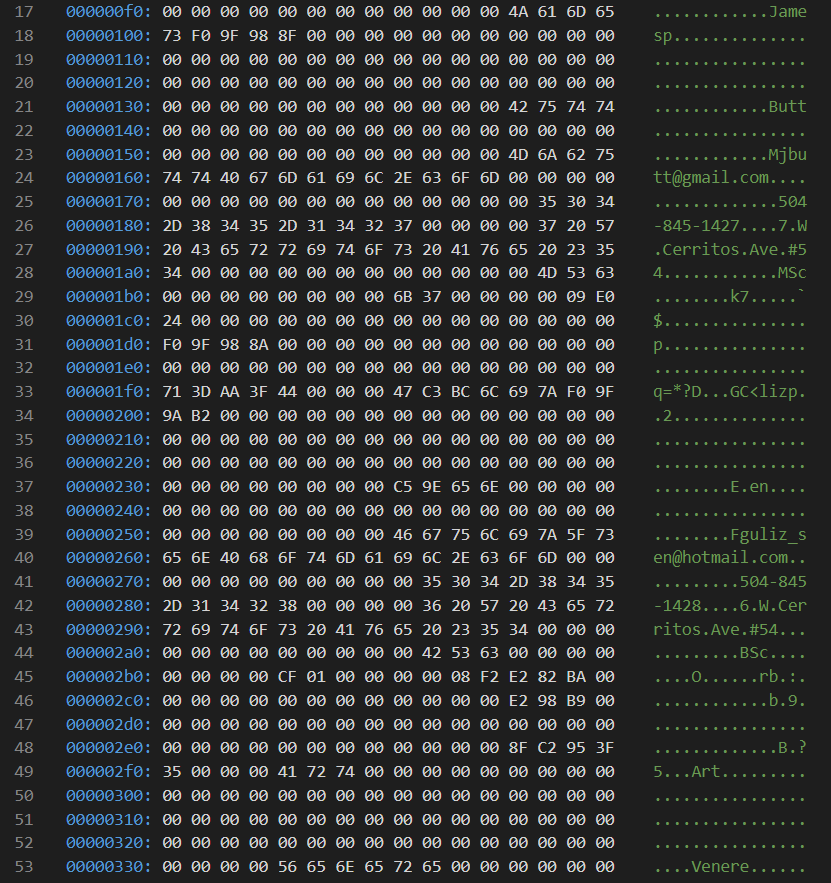 17 000000f0: 00 00 00 00 00 00 00 00 00 00 00 00 4A 61 6D 65 ............Jame
18 00000100: 73 F0 9F 98 8F 00 00 00 00 00 00 00 00 00 00 00 sp..............
19 00000110: 00 00 00 00 00 00 00 00 00 00 00 00 00 00 00 00 ................
20 00000120: 00 00 00 00 00 00 00 00 00 00 00 00 00 00 00 00 ................
21 00000130: 00 00 00 00 00 00 00 00 00 00 00 00 42 75 74 74 ............Butt
22 00000140: 00 00 00 00 00 00 00 00 00 00 00 00 00 00 00 00 ................
23 00000150: 00 00 00 00 00 00 00 00 00 00 00 00 4D 6A 62 75 ............Mjbu
24 00000160: 74 74 40 67 6D 61 69 6C 2E 63 6F 6D 00 00 00 00 tt@gmail.com....
25 00000170: 00 00 00 00 00 00 00 00 00 00 00 00 00 35 30 34 .............504
26 00000180: 2D 38 34 35 2D 31 34 32 37 00 00 00 00 37 20 57 -845-1427....7.W
27 00000190: 20 43 65 72 72 69 74 6F 73 20 41 76 65 20 23 35 .Cerritos.Ave.#5
28 000001a0: 34 00 00 00 00 00 00 00 00 00 00 00 00 4D 53 63 4............MSc
29 000001b0: 00 00 00 00 00 00 00 00 6B 37 00 00 00 00 09 E0 ........k7.....`
30 000001c0: 24 00 00 00 00 00 00 00 00 00 00 00 00 00 00 00 $...............
31 000001d0: F0 9F 98 8A 00 00 00 00 00 00 00 00 00 00 00 00 p...............
32 000001e0: 00 00 00 00 00 00 00 00 00 00 00 00 00 00 00 00 ................
33 000001f0: 71 3D AA 3F 44 00 00 00 47 C3 BC 6C 69 7A F0 9F q=*?D...GC<lizp.
34 00000200: 9A B2 00 00 00 00 00 00 00 00 00 00 00 00 00 00 .2..............
35 00000210: 00 00 00 00 00 00 00 00 00 00 00 00 00 00 00 00 ................
36 00000220: 00 00 00 00 00 00 00 00 00 00 00 00 00 00 00 00 ................
37 00000230: 00 00 00 00 00 00 00 00 C5 9E 65 6E 00 00 00 00 ........E.en....
38 00000240: 00 00 00 00 00 00 00 00 00 00 00 00 00 00 00 00 ................
39 00000250: 00 00 00 00 00 00 00 00 46 67 75 6C 69 7A 5F 73 ........Fguliz_s
40 00000260: 65 6E 40 68 6F 74 6D 61 69 6C 2E 63 6F 6D 00 00 en@hotmail.com..
41 00000270: 00 00 00 00 00 00 00 00 00 35 30 34 2D 38 34 35 .........504-845
42 00000280: 2D 31 34 32 38 00 00 00 00 36 20 57 20 43 65 72 -1428....6.W.Cer
43 00000290: 72 69 74 6F 73 20 41 76 65 20 23 35 34 00 00 00 ritos.Ave.#54...
44 000002a0: 00 00 00 00 00 00 00 00 00 42 53 63 00 00 00 00 .........BSc....
45 000002b0: 00 00 00 00 CF 01 00 00 00 00 08 F2 E2 82 BA 00 ....O......rb.:.
46 000002c0: 00 00 00 00 00 00 00 00 00 00 00 00 E2 98 B9 00 ............b.9.
47 000002d0: 00 00 00 00 00 00 00 00 00 00 00 00 00 00 00 00 ................
48 000002e0: 00 00 00 00 00 00 00 00 00 00 00 00 8F C2 95 3F .............B.?
49 000002f0: 35 00 00 00 41 72 74 00 00 00 00 00 00 00 00 00 5...Art.........
50 00000300: 00 00 00 00 00 00 00 00 00 00 00 00 00 00 00 00 ................
51 00000310: 00 00 00 00 00 00 00 00 00 00 00 00 00 00 00 00 ................
52 00000320: 00 00 00 00 00 00 00 00 00 00 00 00 00 00 00 00 ................
53 00000330: 00 00 00 00 56 65 6E 65 72 65 00 00 00 00 00 00 ....Venere......